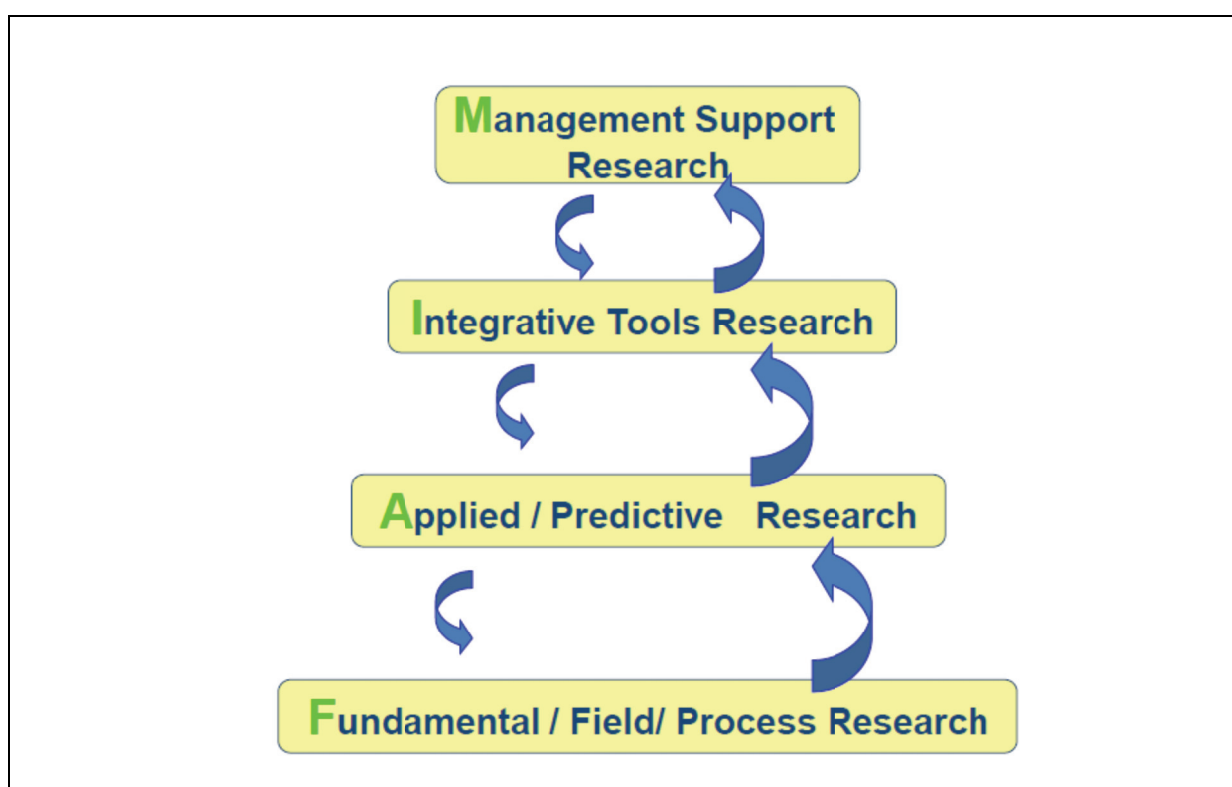 Management Support
Research
Integrative Tools Research
Applied / Predictive Research
Fundamental / Field/ Process Research